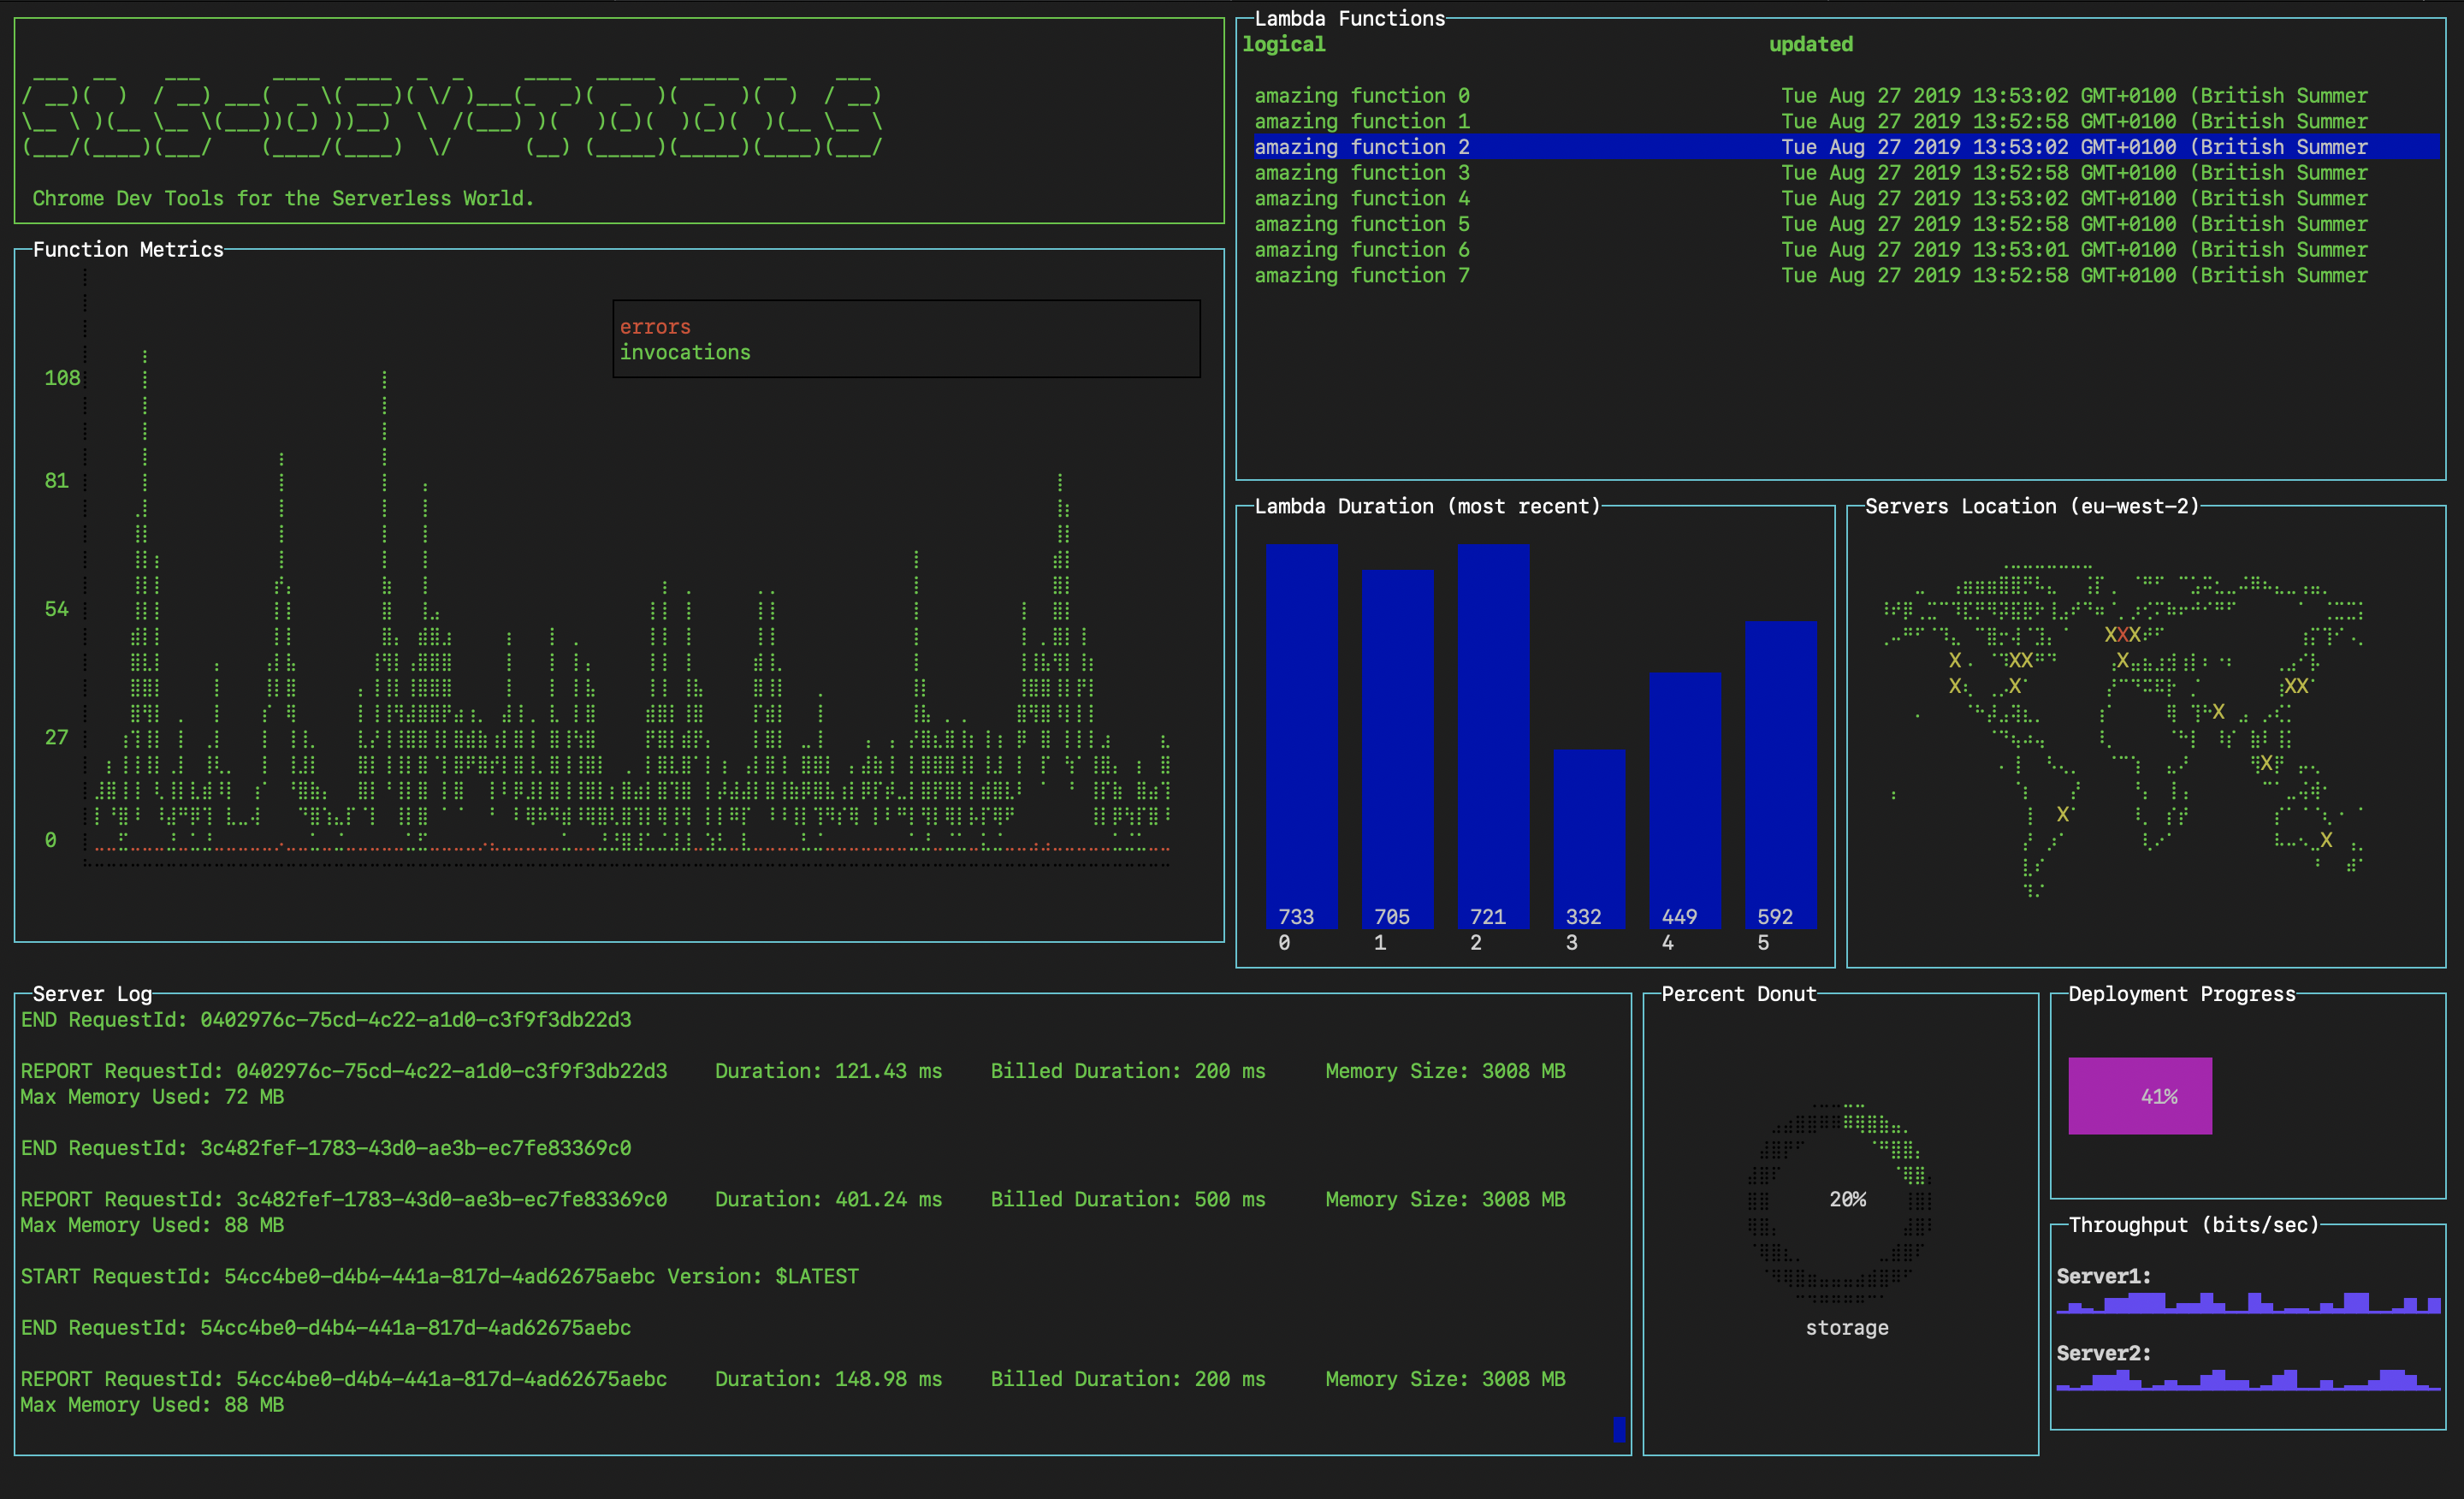 SLS-DEV-TOOLS
Chrome Dev Tools for the Serverless World.
Function Metrics
errors
invocations
108
81
54
27
0
Lambda Functions
logical updated
amazing function 0 Tue Aug 27 2019 13:53:02 GMT+0100 (British Summer
amazing function 1 Tue Aug 27 2019 13:52:58 GMT+0100 (British Summer
amazing function 2 Tue Aug 27 2019 13:53:02 GMT+0100 (British Summer
amazing function 3 Tue Aug 27 2019 13:52:58 GMT+0100 (British Summer
amazing function 4 Tue Aug 27 2019 13:53:02 GMT+0100 (British Summer
amazing function 5 Tue Aug 27 2019 13:52:58 GMT+0100 (British Summer
amazing function 6 Tue Aug 27 2019 13:53:01 GMT+0100 (British Summer
amazing function 7 Tue Aug 27 2019 13:52:58 GMT+0100 (British Summer
Lambda Duration (most recent)
733 705 721 332 449 592
0 1 2 3 4 5
Servers Location (eu-west-2)
XXX
X XX X
X X XX
X
X
X
X
Server Log
END RequestId: 0402976c-75cd-4c22-a1d0-c3f9f3db22d3
REPORT RequestId: 0402976c-75cd-4c22-a1d0-c3f9f3db22d3 Duration: 121.43 ms Billed Duration: 200 ms Memory Size: 3008 MB
Max Memory Used: 72 MB
END RequestId: 3c482fef-1783-43d0-ae3b-ec7fe83369c0
REPORT RequestId: 3c482fef-1783-43d0-ae3b-ec7fe83369c0 Duration: 401.24 ms Billed Duration: 500 ms Memory Size: 3008 MB
Max Memory Used: 88 MB
START RequestId: 54cc4be0-d4b4-441a-817d-4ad62675aebc Version: $LATEST
END RequestId: 54cc4be0-d4b4-441a-817d-4ad62675aebc
REPORT RequestId: 54cc4be0-d4b4-441a-817d-4ad62675aebc Duration: 148.98 ms Billed Duration: 200 ms Memory Size: 3008 MB
Max Memory Used: 88 MB
Percent Donut
20%
storage
Deployment Progress
41%
Throughput (bits/sec)
Server1:
Server2: